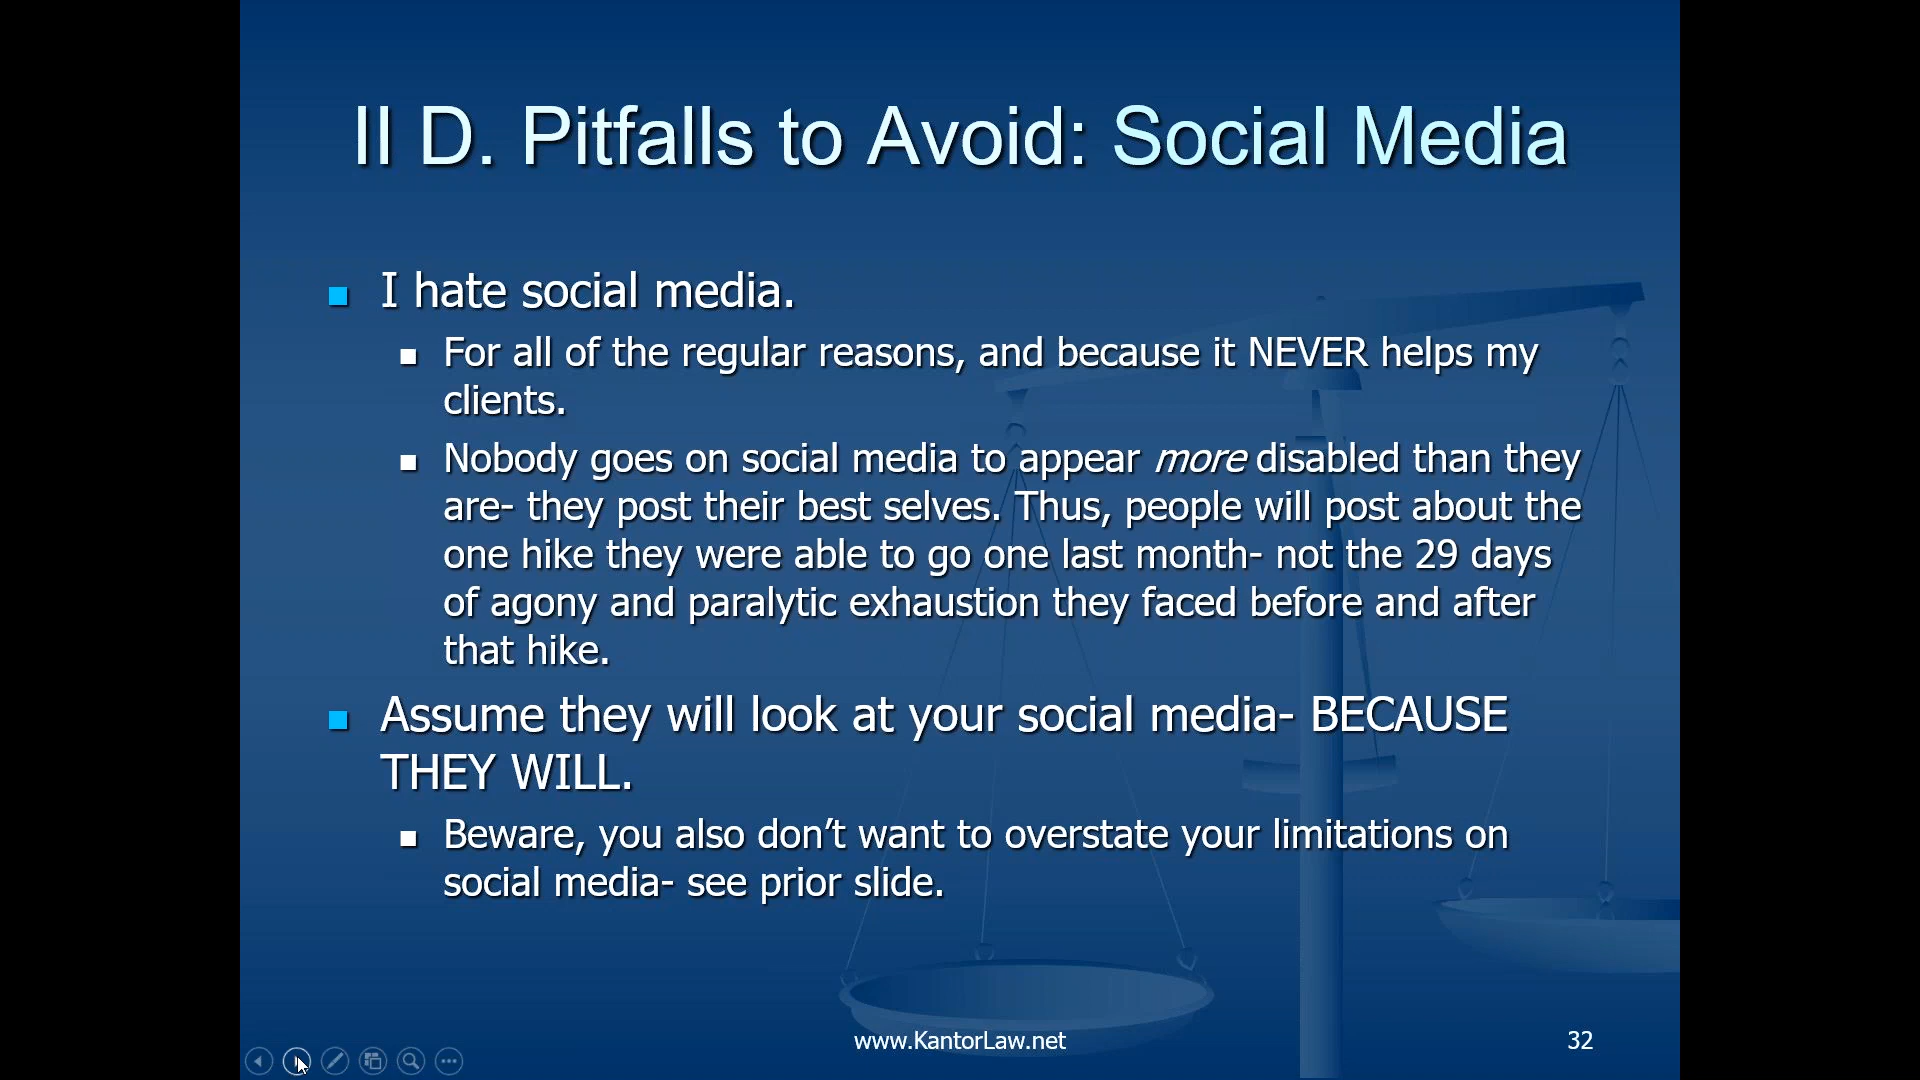 II D. Pitfalls to Avoid: Social Media
I hate social media.
For all of the regular reasons, and because it NEVER helps my
clients.
Nobody goes on social media to appear more disabled than they
are- they post their best selves. Thus, people will post about the
one hike they were able to go one last month- not the 29 days
of agony and paralytic exhaustion they faced before and after
that hike.
Assume they will look at your social media- BECAUSE
THEY WILL.
Beware, you also don’t want to overstate your limitations on
social media- see prior slide.
www.KantorLaw.net
32